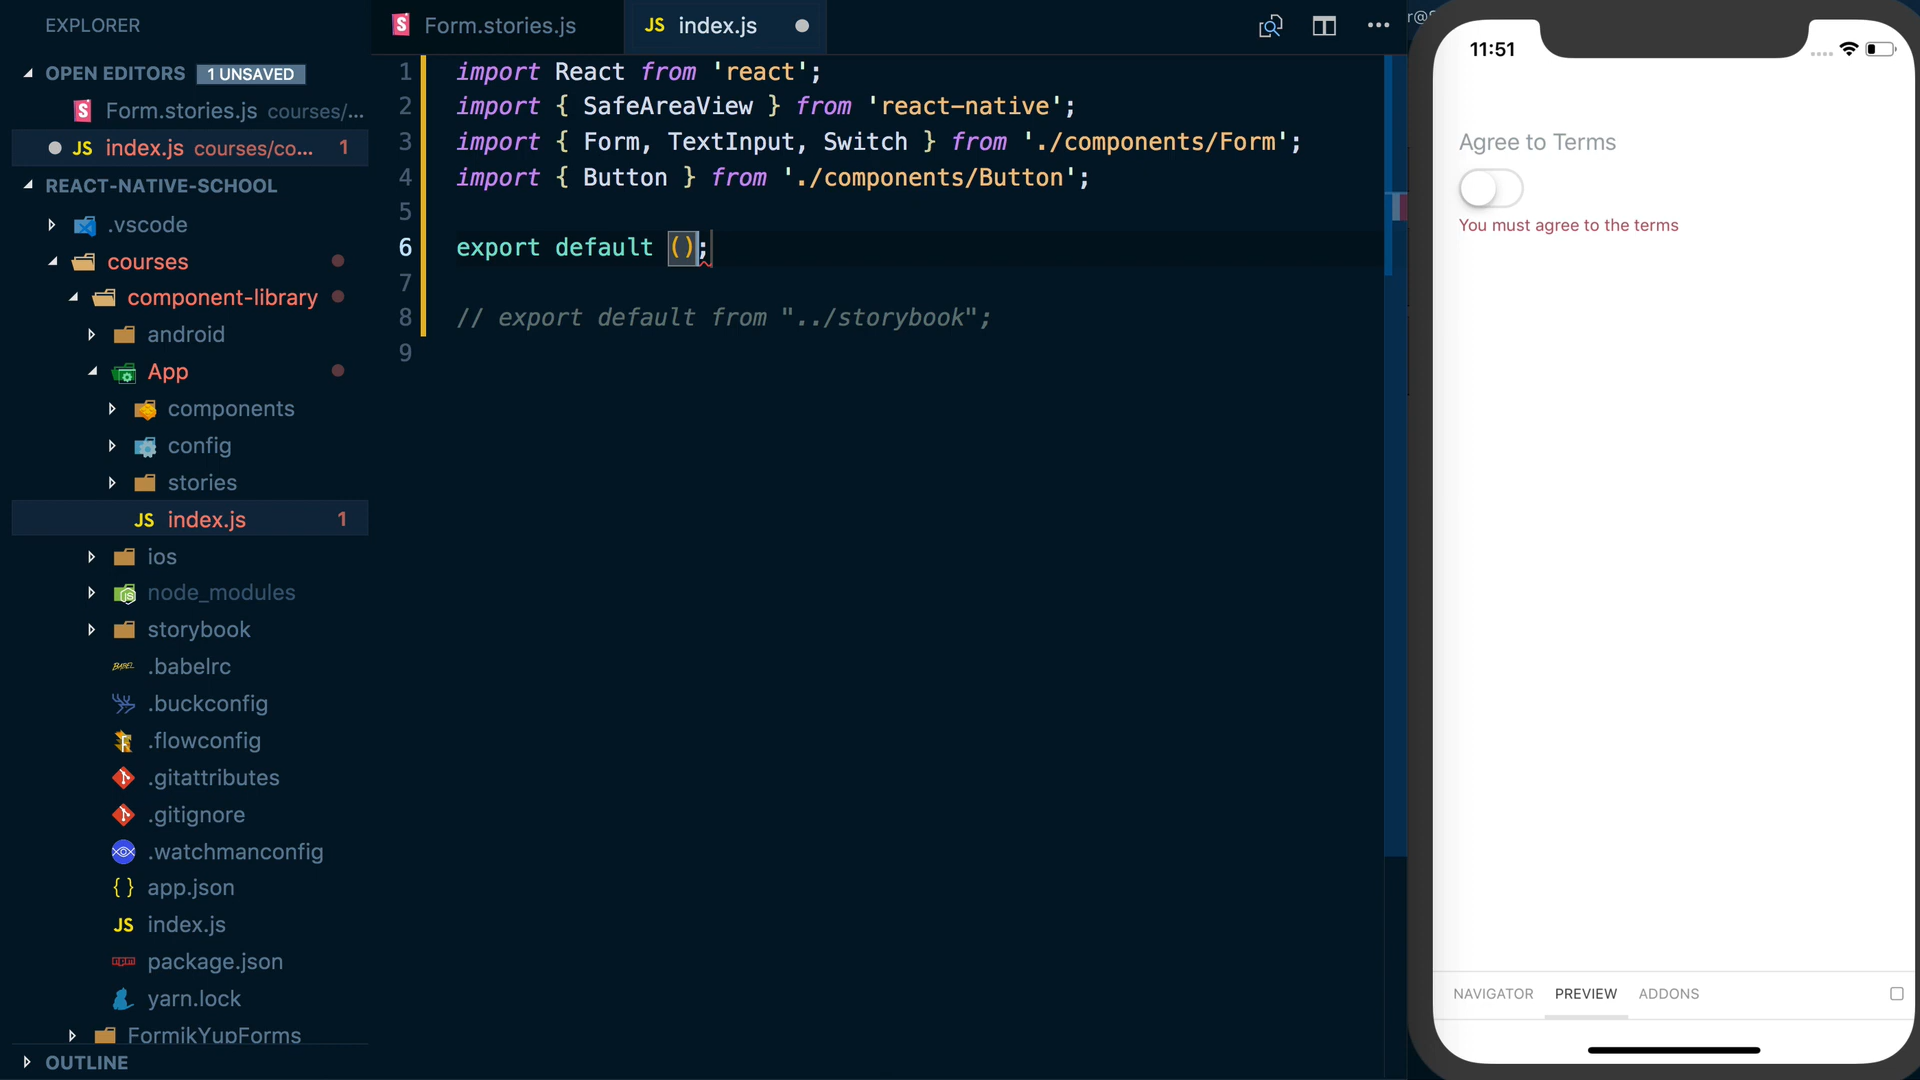 EXPLORER
OPEN EDITORS 1 UNSAVED
Form.stories.js courses/...
JS index.js courses/co... 1
REACT-NATIVE-SCHOOL
.vscode
courses
component-library
android
App
components
config
stories
JS index.js 1
ios
node_modules
storybook
BABEL .babelrc
.buckconfig
.flowconfig
.gitattributes
.gitignore
.watchmanconfig
{ } app.json
JS index.js
package.json
yarn.lock
FormikYupForms
OUTLINE
Form.stories.js
JS index.js
1 import React from 'react';
2 import { SafeAreaView } from 'react-native';
3 import { Form, TextInput, Switch } from './components/Form';
4 import { Button } from './components/Button';
5
6 export default ();
7
8 // export default from "../storybook";
9
r@
11:51
Agree to Terms
You must agree to the terms
NAVIGATOR PREVIEW ADDONS